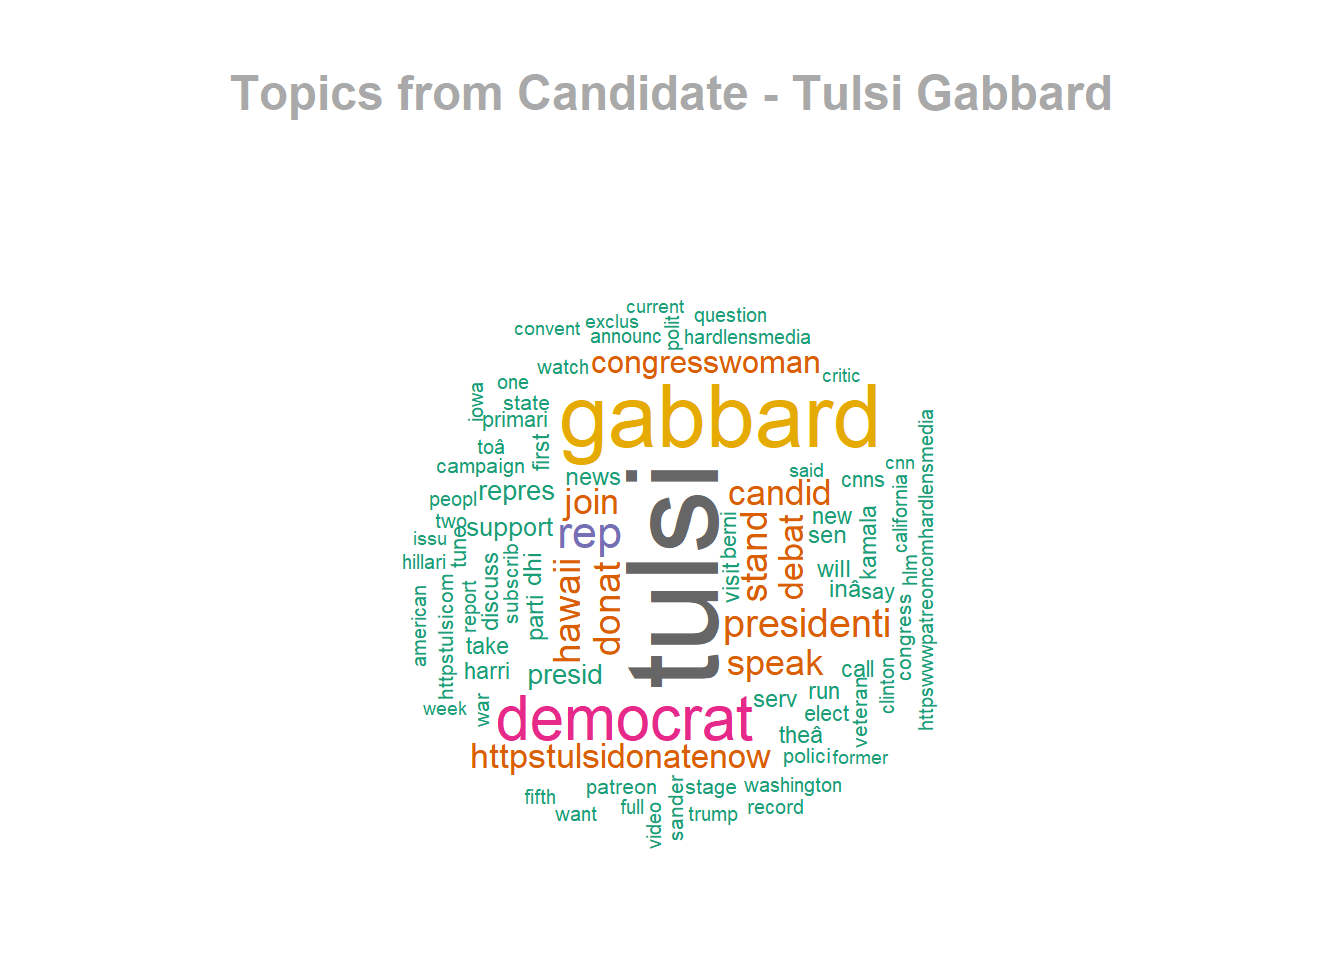 Topics from Candidate - Tulsi Gabbard
current
exclus
convent
announc
polit
question
hardlensmedia
watch
congresswoman
critic
one
iowa
state
primari
gabbard
toâ
first
campaign
news
said
cnn
cnns
peopl
repres
join
candid
two
support
rep
tulsi
berni
stand
debat
new
sen
kamala
california
httpswwwpatreoncomhardlensmedia
issu
tune
hillari
discuss
subscrib
dhi
hawaii
donat
visit
will
inâ
say
hlm
american
httpstulsicom
report
parti
presidenti
congress
take
harri
presid
speak
call
clinton
week
war
democrat
serv
run
elect
veteran
theâ
httpstulsidonatenow
polici
former
fifth
patreon
want
full
video
sander
stage
trump
washington
record